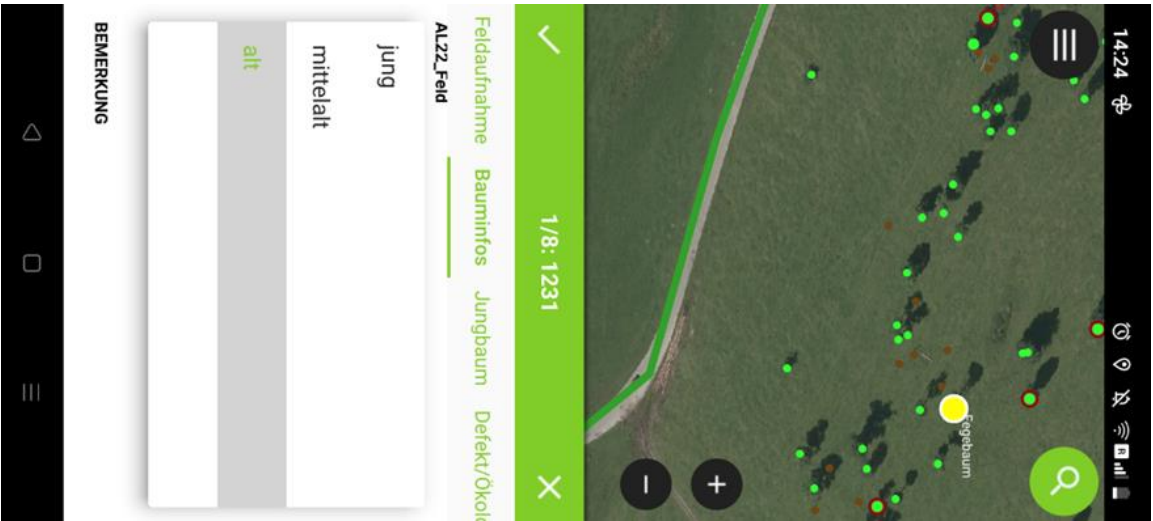 14:24
Fegebaum
1/8: 1231
Feldaufnahme Bauminfos Jungbaum Defekt/Ökolo
AL22_Feld
jung
mittelalt
alt
BEMERKUNG